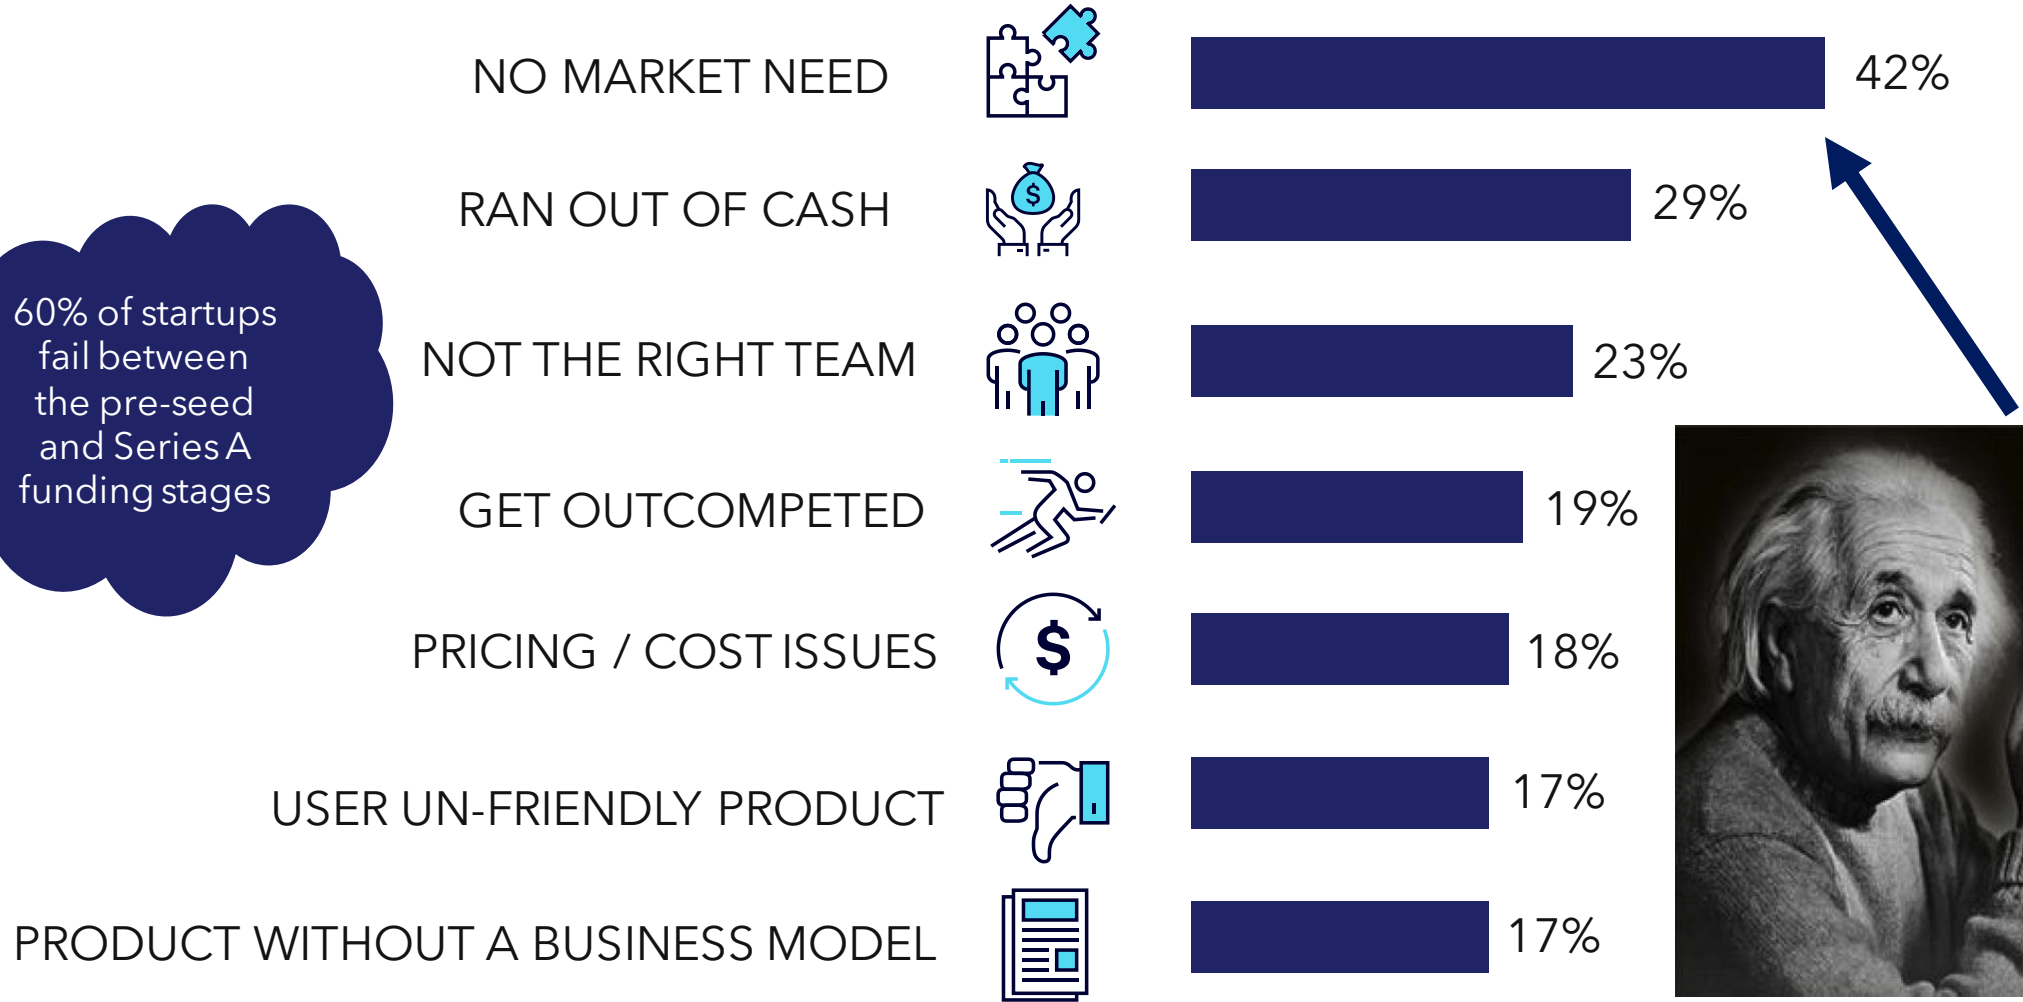 NO MARKET NEED
42%
RAN OUT OF CASH
$
29%
60% of startups
fail between
the pre-seed
and Series A
funding stages
NOT THE RIGHT TEAM
23%
GET OUTCOMPETED
19%
PRICING / COST ISSUES
$
18%
USER UN-FRIENDLY PRODUCT
17%
PRODUCT WITHOUT A BUSINESS MODEL
17%